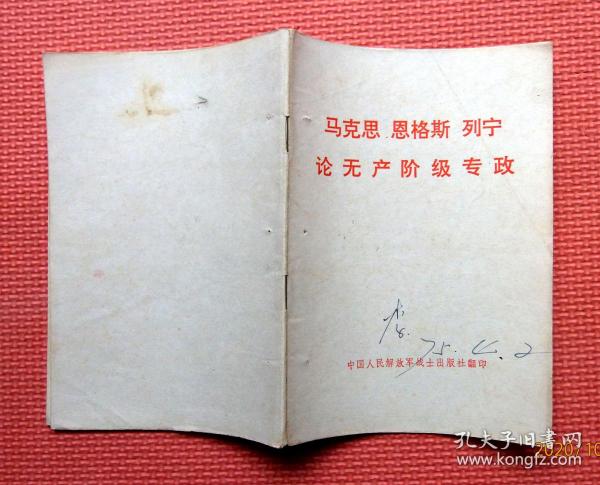 马克思 恩格斯 列宁
论无产阶级专政
75.4.2
中国人民解放军战士出版社翻印
孔夫子旧书网
www.kongfz.com